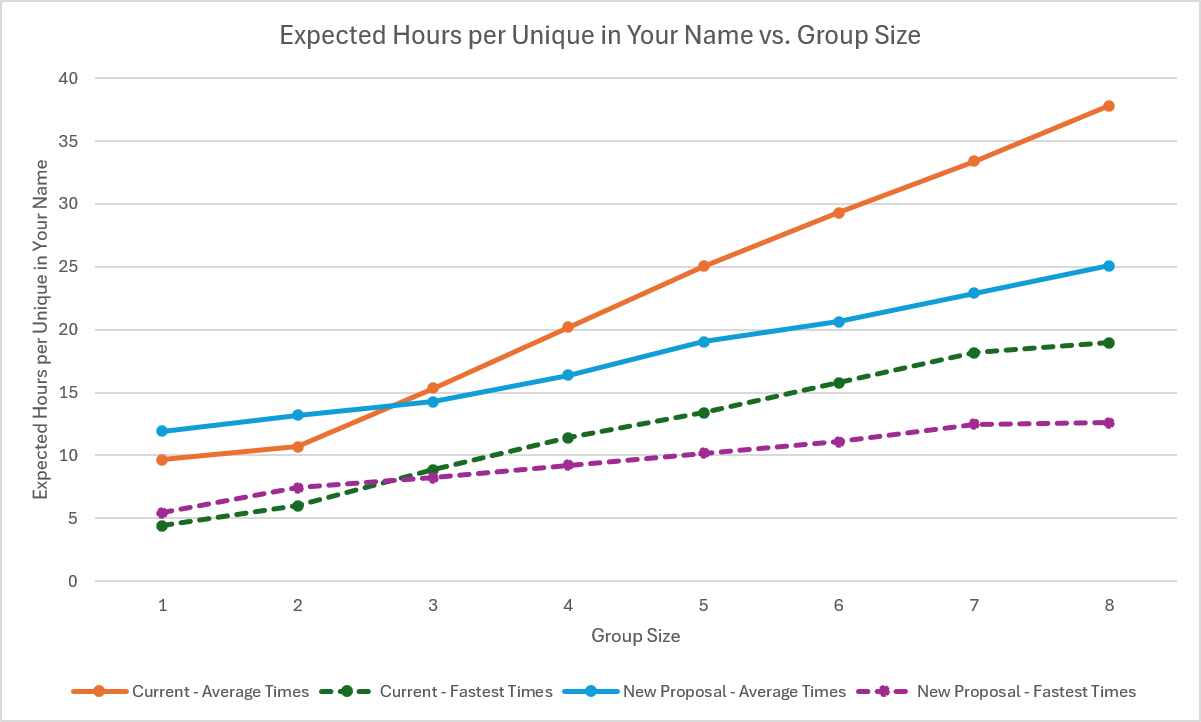 Expected Hours per Unique in Your Name vs. Group Size
Expected Hours per Unique in Your Name
40
35
30
25
20
15
10
5
0
1 2 3 4 5 6 7 8
Group Size
Current - Average Times Current - Fastest Times New Proposal - Average Times New Proposal - Fastest Times